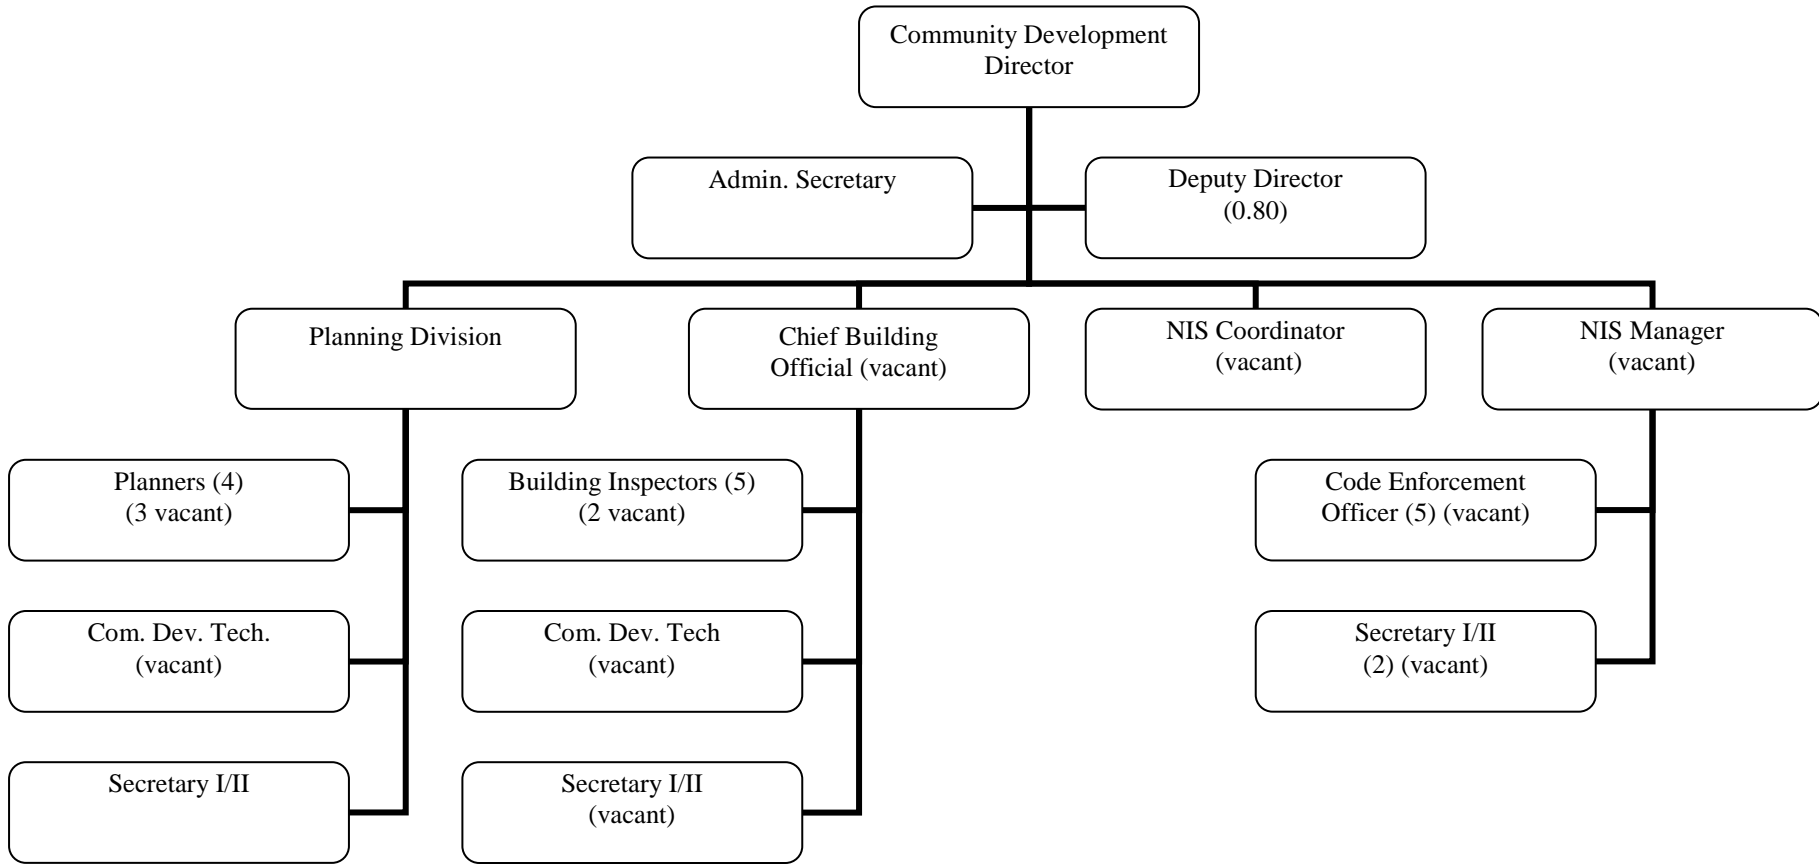 Community Development
Director
Admin. Secretary
Deputy Director
(0.80)
Planning Division
Chief Building
Official (vacant)
NIS Coordinator
(vacant)
NIS Manager
(vacant)
Planners (4)
(3 vacant)
Building Inspectors (5)
(2 vacant)
Code Enforcement
Officer (5) (vacant)
Com. Dev. Tech.
(vacant)
Com. Dev. Tech
(vacant)
Secretary I/II
(2) (vacant)
Secretary I/II
Secretary I/II
(vacant)